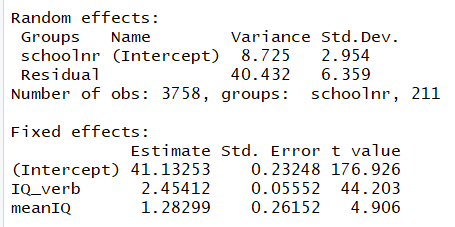 Random effects:
Groups   Name        Variance Std.Dev.
schoolnr (Intercept)  8.725   2.954
Residual             40.432   6.359
Number of obs: 3758, groups:  schoolnr, 211
Fixed effects:
            Estimate Std. Error t value
(Intercept) 41.13253    0.23248 176.926
IQ_verb      2.45412    0.05552  44.203
meanIQ       1.28299    0.26152   4.906